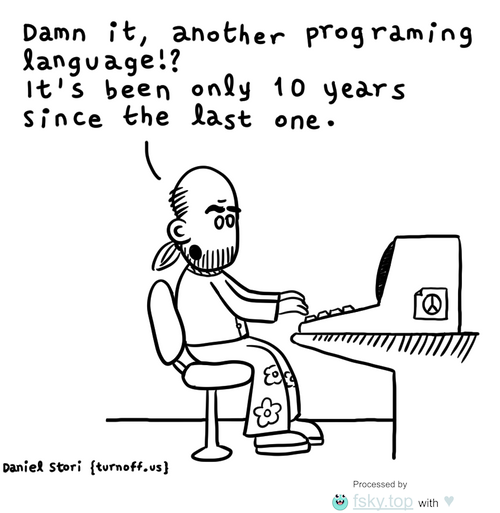 Damn it, another programing
language!?
It's been only 10 years
since the last one.
Daniel Stori {turnoff.us}
Processed by
fsky.top with